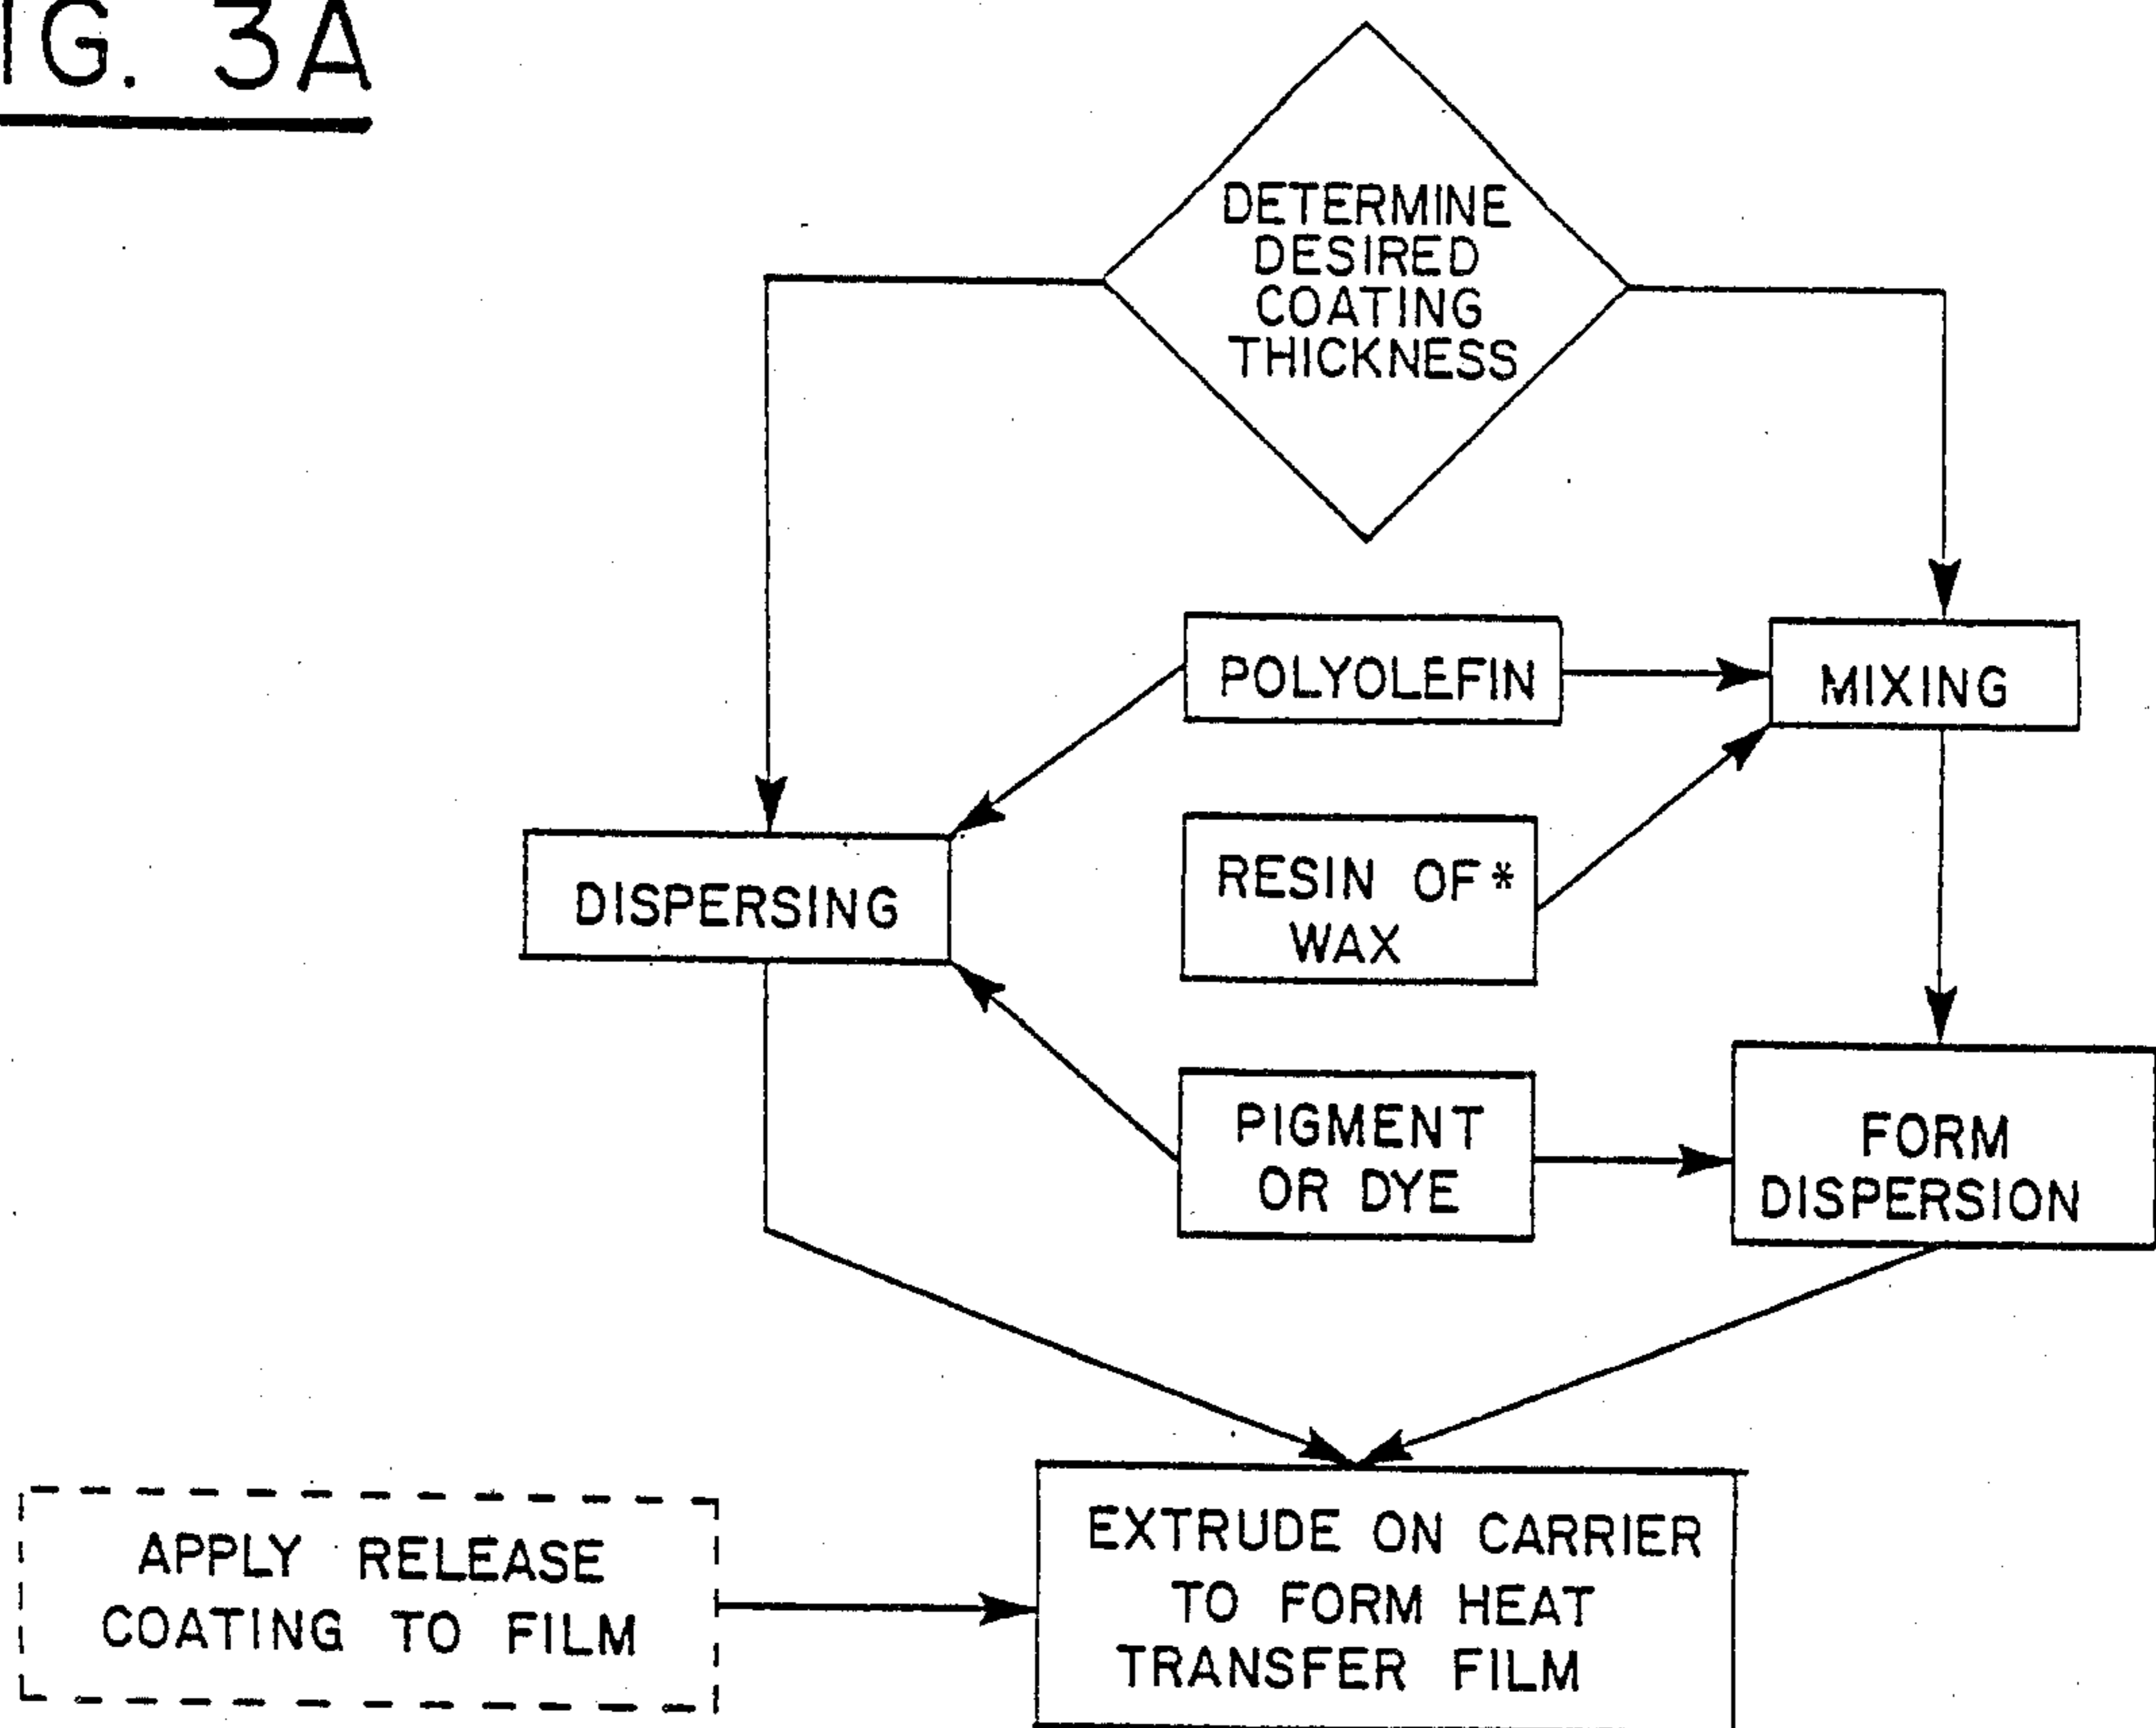 IG. 3A
DETERMINE
DESIRED
COATING
THICKNESS
POLYOLEFIN
MIXING
RESIN OF*
WAX
DISPERSING
PIGMENT
OR DYE
FORM
DISPERSION
APPLY RELEASE
COATING TO FILM
EXTRUDE ON CARRIER
TO FORM HEAT
TRANSFER FILM